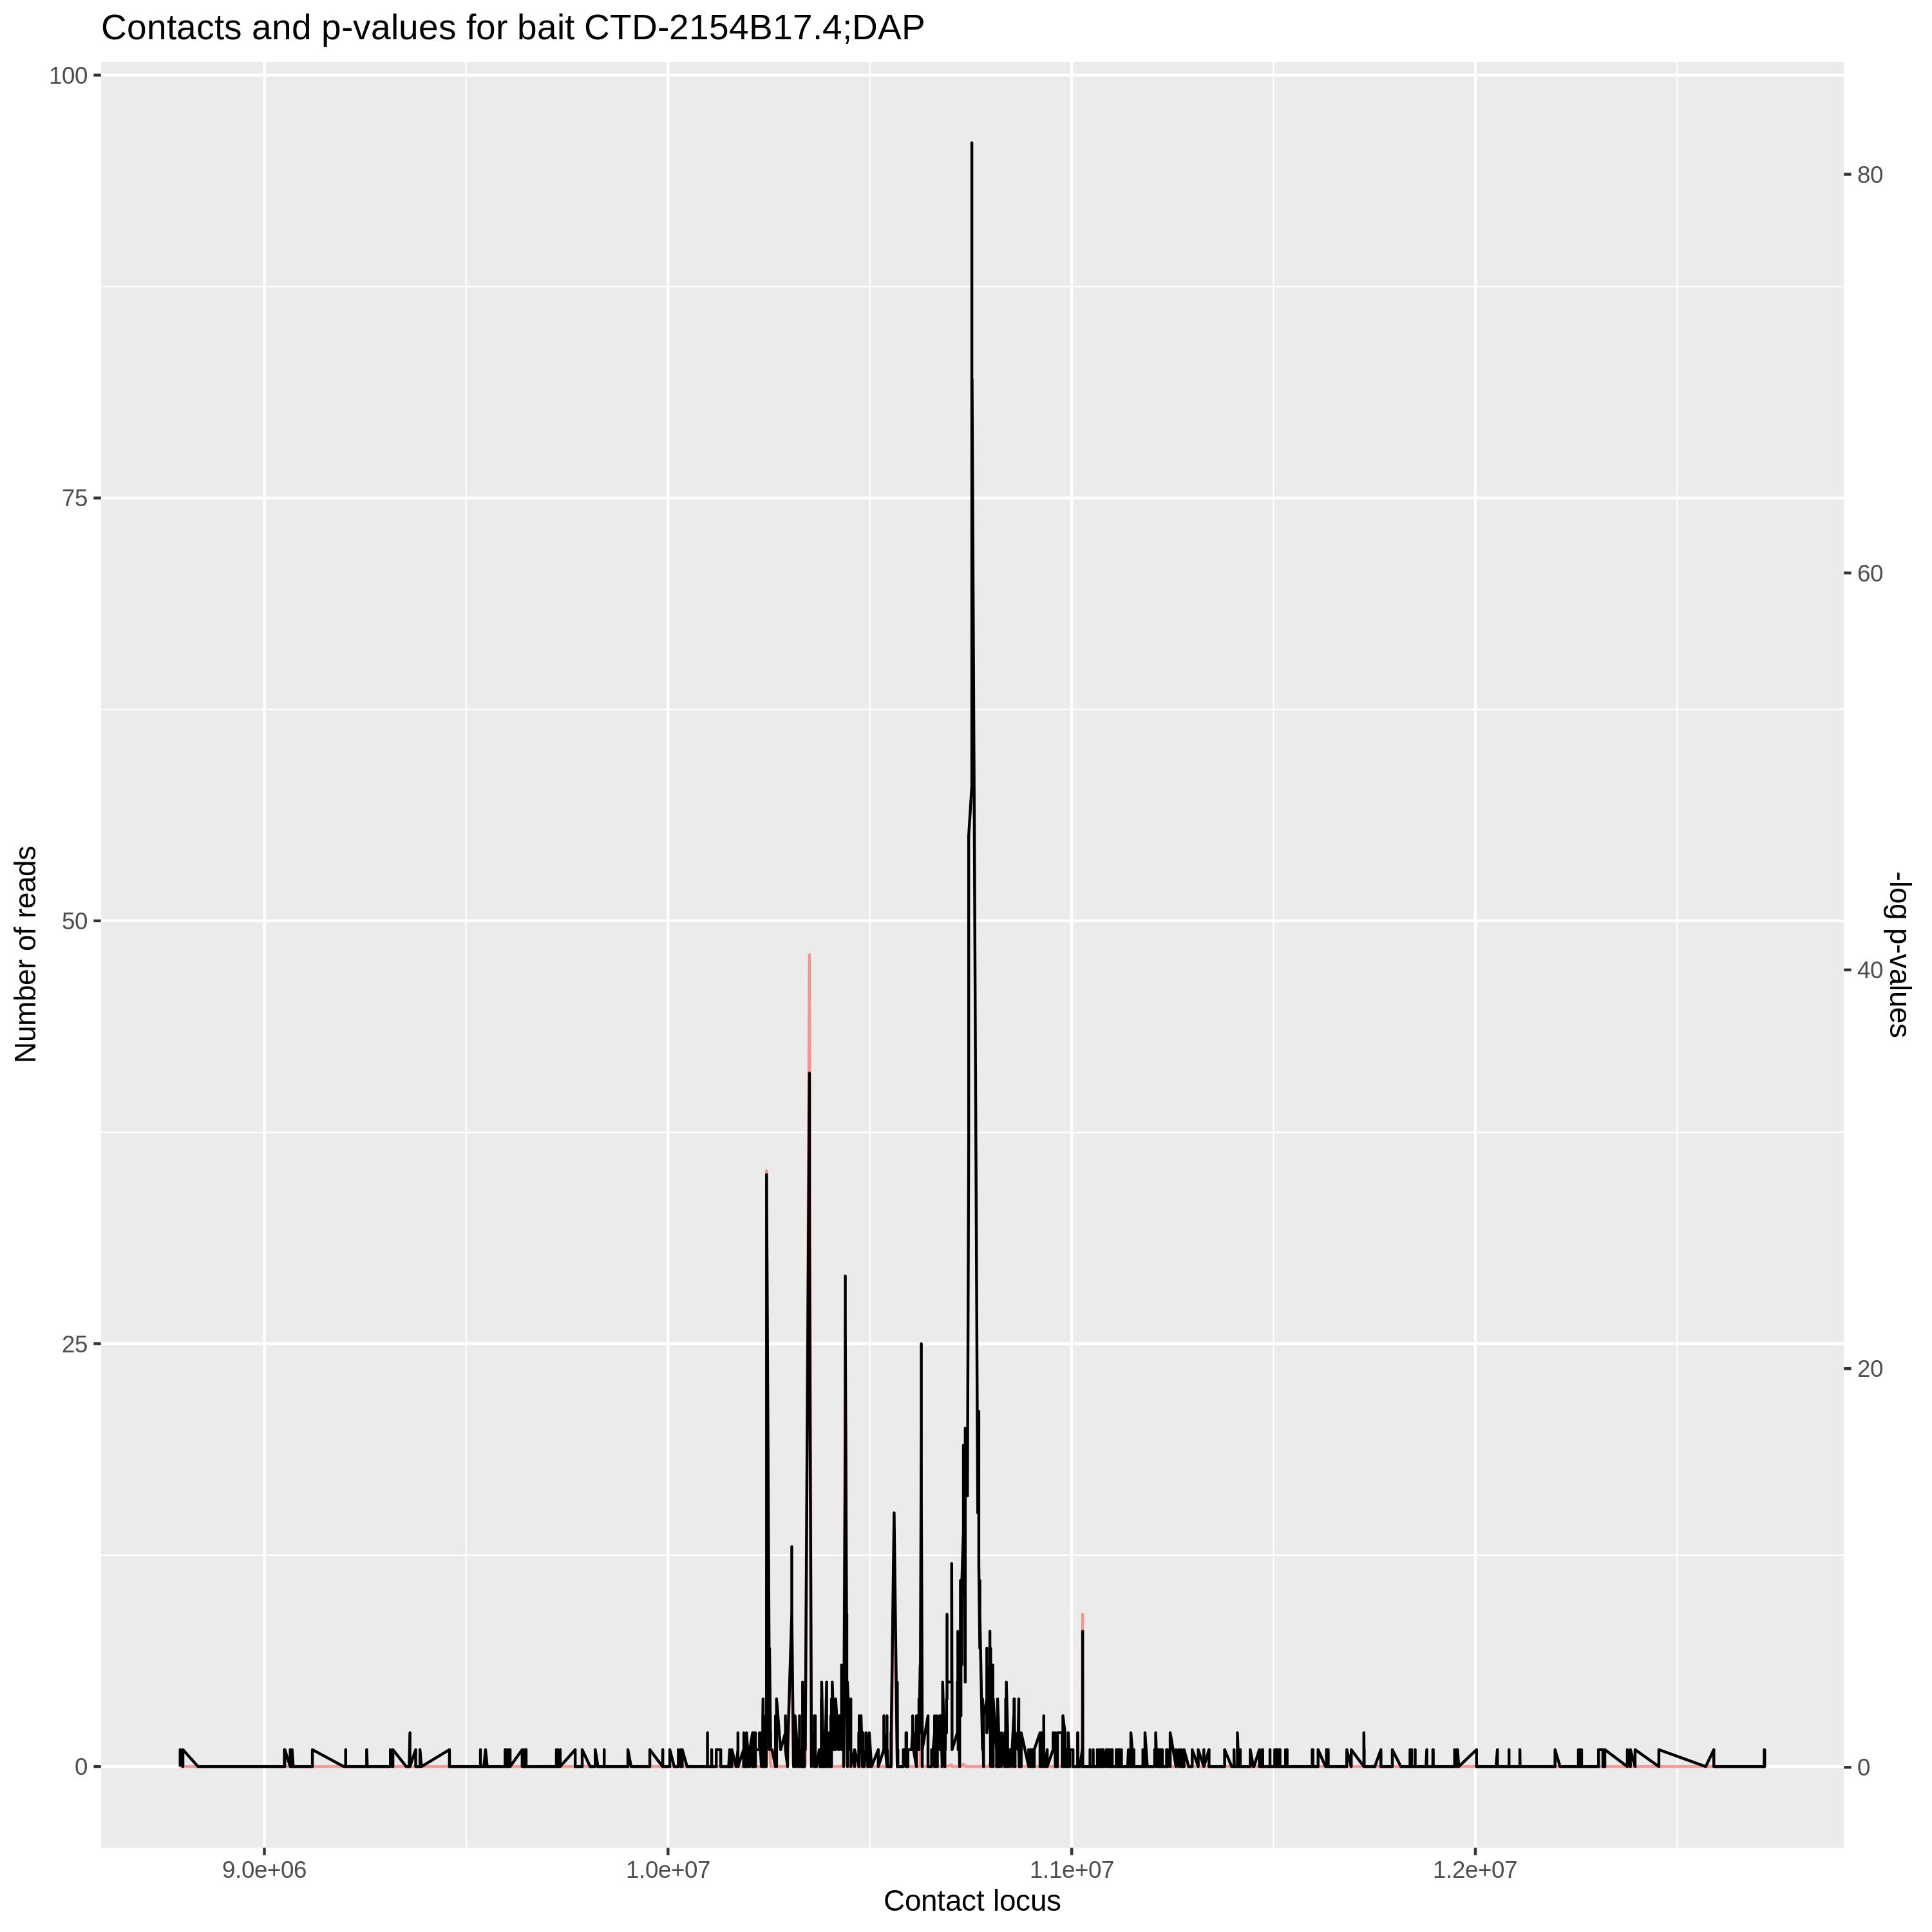 Contacts and p-values for bait CTD-2154B17.4;DAP
100
75
50
25
0
Number of reads
80
60
40
20
0
-log p-values
9.0e+06
1.0e+07
1.1e+07
1.2e+07
Contact locus